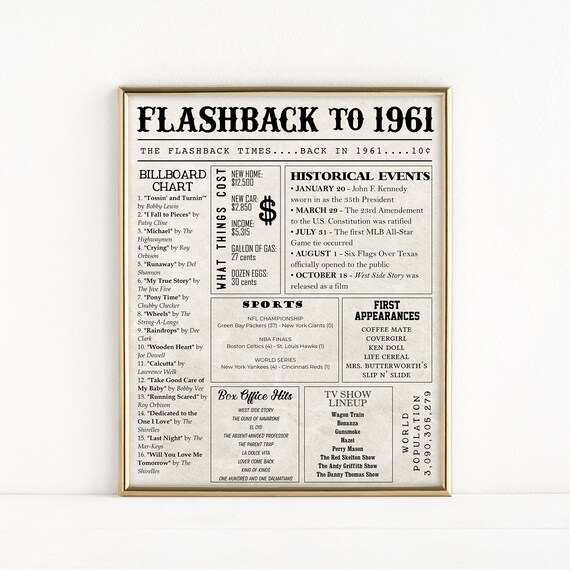 FLASHBACK TO 1961
THE FLASHBACK TIMES....BACK IN 1961....10¢
BILLBOARD
CHART
1. "Tossin' and Turnin'"
by Bobby Lewis
2. "I Fall to Pieces" by
Patsy Cline
3. "Michael" by The
Highwaymen
4. "Crying" by Roy
Orbison
5. "Runaway" by Del
Shannon
6. "My True Story" by
The Jive Five
7. "Pony Time" by
Chubby Checker
8. "Wheels" by The
String-A-Longs
9. "Raindrops" by Dee
Clark
10. "Wooden Heart" by
Joe Dowell
11. "Calcutta" by
Lawrence Welk
12. "Take Good Care of
My Baby" by Bobby Vee
13. "Running Scared" by
Roy Orbison
14. "Dedicated to the
One I Love" by The
Shirelles
15. "Last Night" by The
Mar-Keys
16. "Will You Love Me
Tomorrow" by The
Shirelles
WHAT THINGS COST
NEW HOME:
$12,500
NEW CAR:
$2,850
INCOME:
$5,315
GALLON OF GAS:
27 cents
DOZEN EGGS:
30 cents
$
HISTORICAL EVENTS
• JANUARY 20 - John F. Kennedy
sworn in as the 35th President
• MARCH 29 - The 23rd Amendement
to the U.S. Constitution was ratified
• JULY 31 - The first MLB All-Star
Game tie occurred
• AUGUST 1 - Six Flags Over Texas
officially opened to the public
• OCTOBER 18 - West Side Story was
released as a film
SPORTS
NFL CHAMPIONSHIP
Green Bay Packers (37) - New York Giants (0)
NBA FINALS
Boston Celtics (4) - St. Louis Hawks (1)
WORLD SERIES
New York Yankees (4) - Cincinnati Reds (1)
FIRST
APPEARANCES
COFFEE MATE
COVERGIRL
KEN DOLL
LIFE CEREAL
MRS. BUTTERWORTH'S
SLIP N' SLIDE
Box Office Hits
WEST SIDE STORY
THE GUNS OF NAVARONE
EL CID
THE ABSENT-MINDED PROFESSOR
THE PARENT TRAP
LA DOLCE VITA
LOVER COME BACK
KING OF KINGS
ONE HUNDRED AND ONE DALMATIANS
TV SHOW
LINEUP
Wagon Train
Bonanza
Gunsmoke
Hazel
Perry Mason
The Red Skelton Show
The Andy Griffith Show
The Danny Thomas Show
WORLD
POPULATION
3,090,305,279